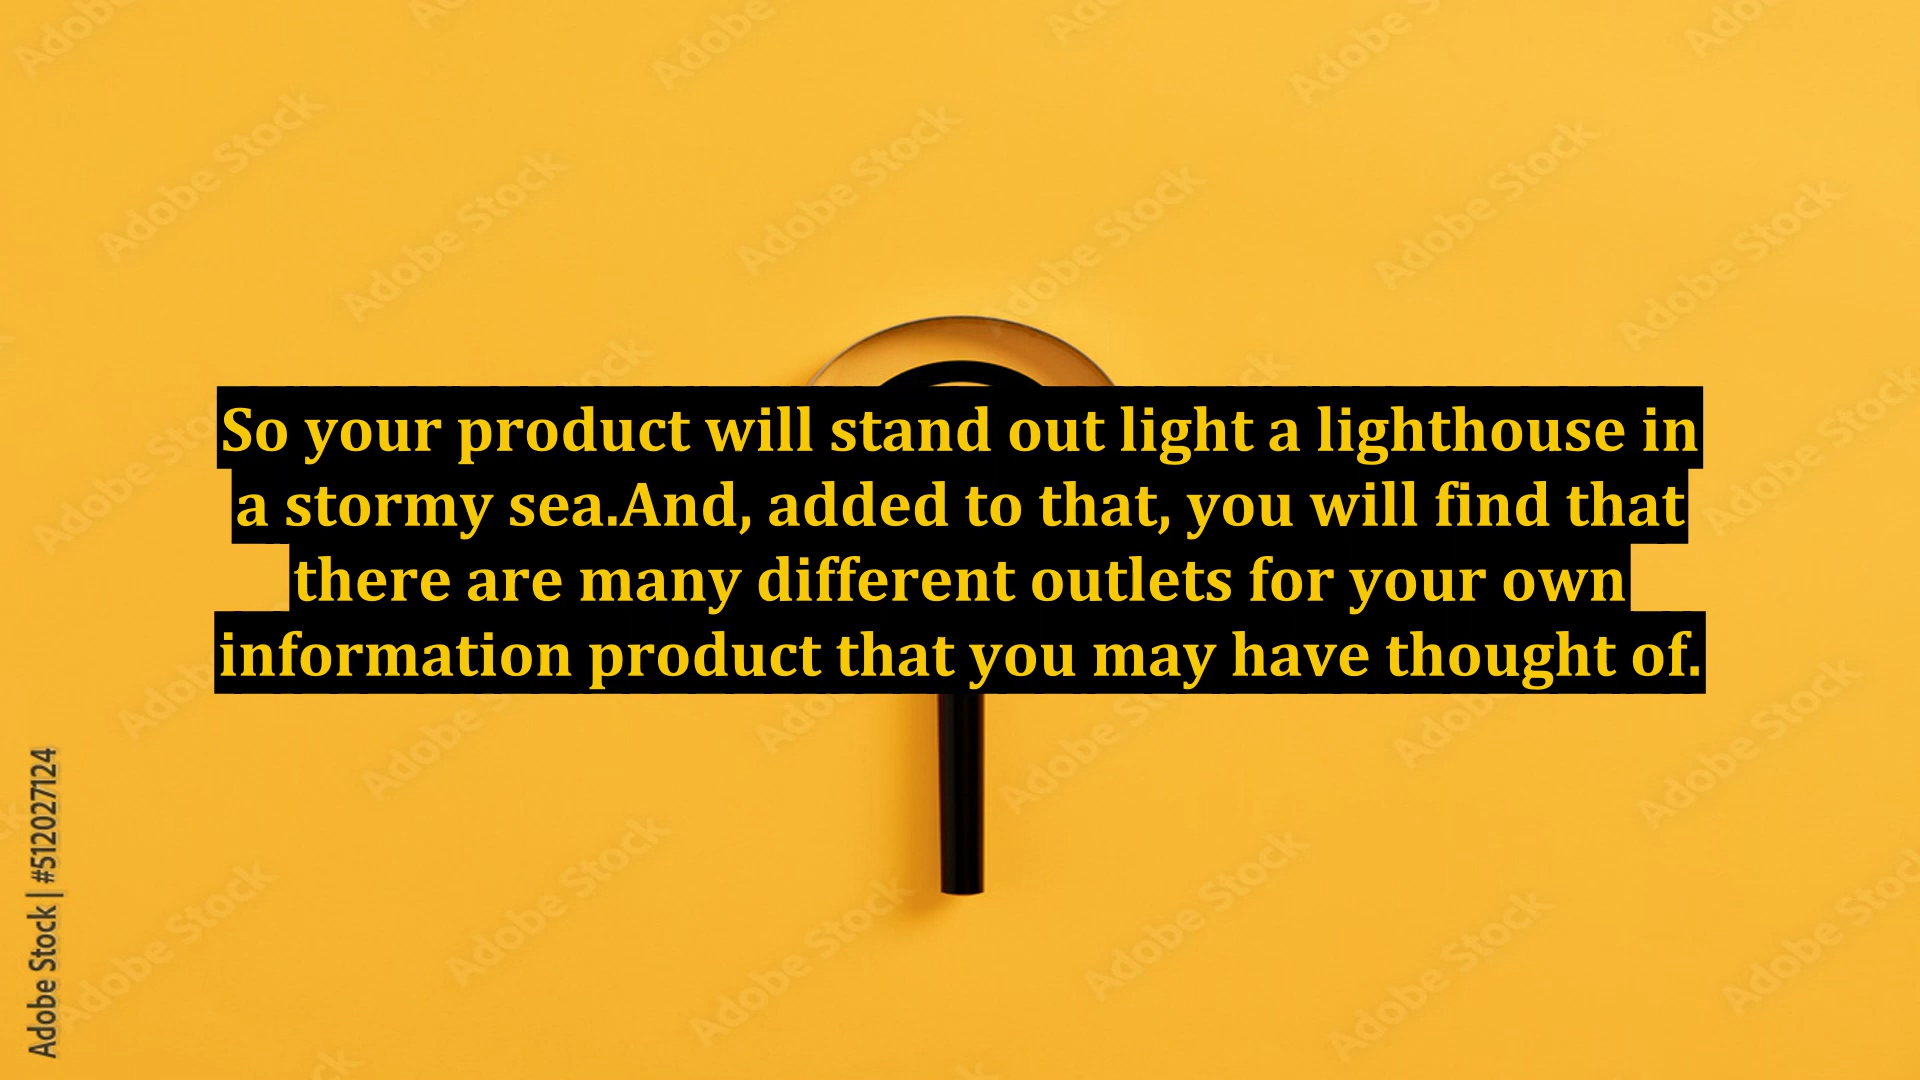 So your product will stand out light a lighthouse in
a stormy sea.And, added to that, you will find that
there are many different outlets for your own
information product that you may have thought of.
Adobe Stock | #512027124
Adobe Stock